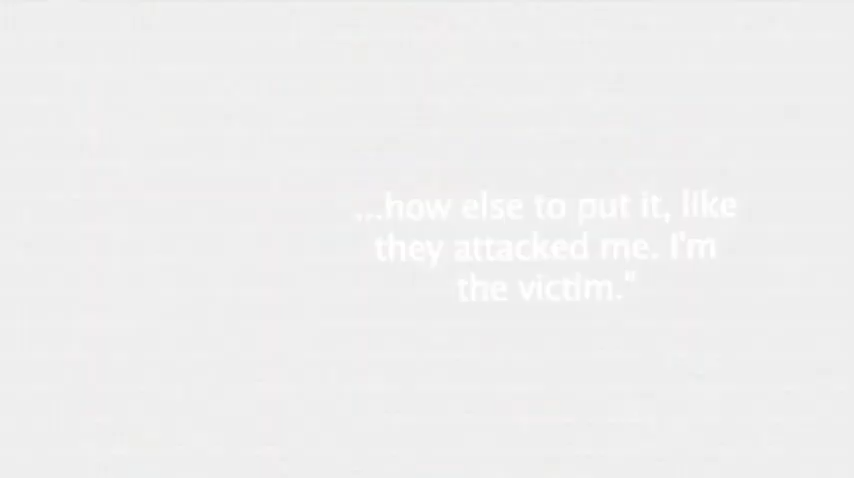 ...how else to put it, like
they attacked me. I'm
the victim."